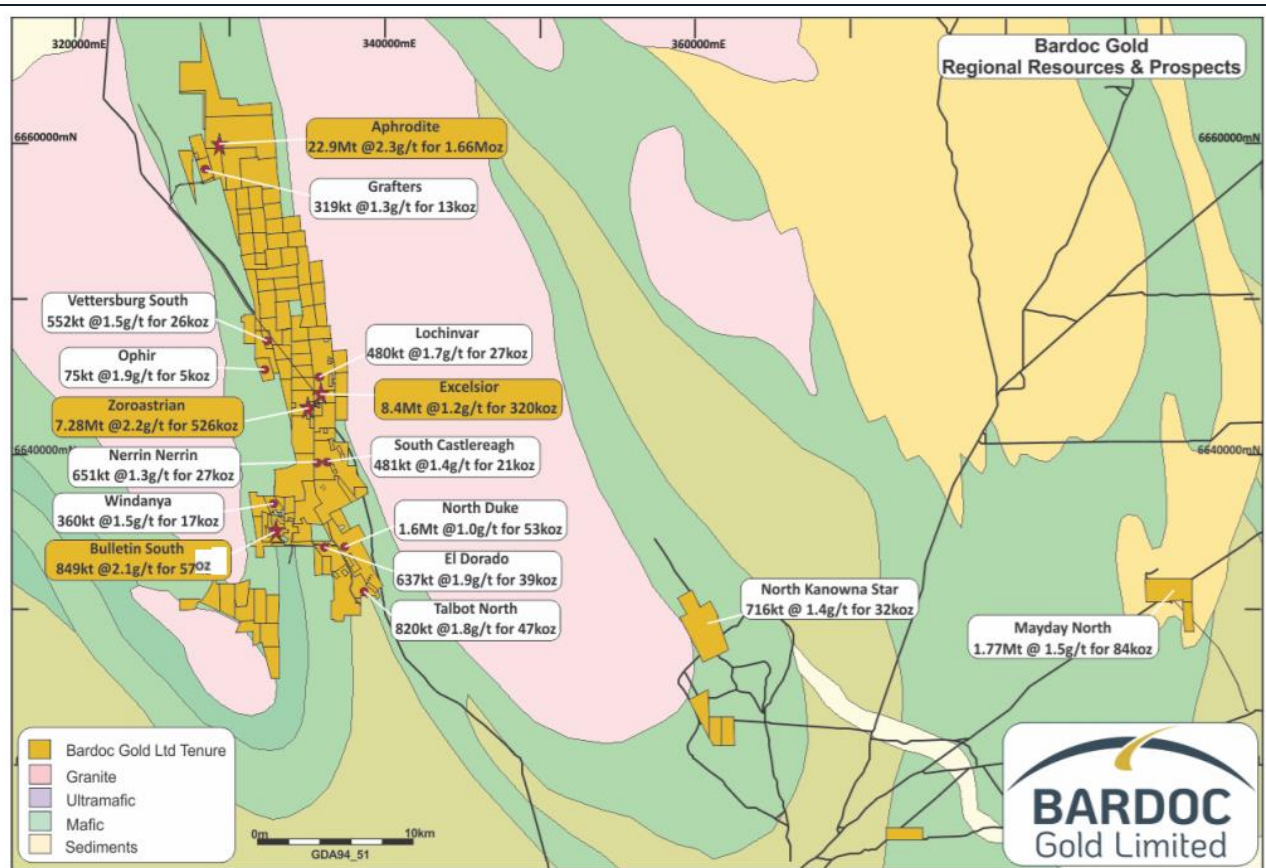 320000mE
340000mE
360000mE
Bardoc Gold
Regional Resources & Prospects
6660000mN
6660000mN
Aphrodite
22.9Mt @2.3g/t for 1.66Moz
Grafters
319kt @1.3g/t for 13koz
Vettersburg South
552kt @1.5g/t for 26koz
Lochinvar
480kt @1.7g/t for 27koz
Ophir
75kt @1.9g/t for 5koz
Excelsior
8.4Mt @1.2g/t for 320koz
Zoroastrian
7.28Mt @2.2g/t for 526koz
6640000mN
6640000mN
South Castlereagh
481kt @1.4g/t for 21koz
Nerrin Nerrin
651kt @1.3g/t for 27koz
Windanya
360kt @1.5g/t for 17koz
North Duke
1.6Mt @1.0g/t for 53koz
Bulletin South
849kt @2.1g/t for 57oz
El Dorado
637kt @1.9g/t for 39koz
Talbot North
820kt @1.8g/t for 47koz
North Kanowna Star
716kt @ 1.4g/t for 32koz
Mayday North
1.77Mt @ 1.5g/t for 84koz
Bardoc Gold Ltd Tenure
Granite
Ultramafic
Mafic
Sediments
0m 10km
GDA94_51
BARDOC
Gold Limited